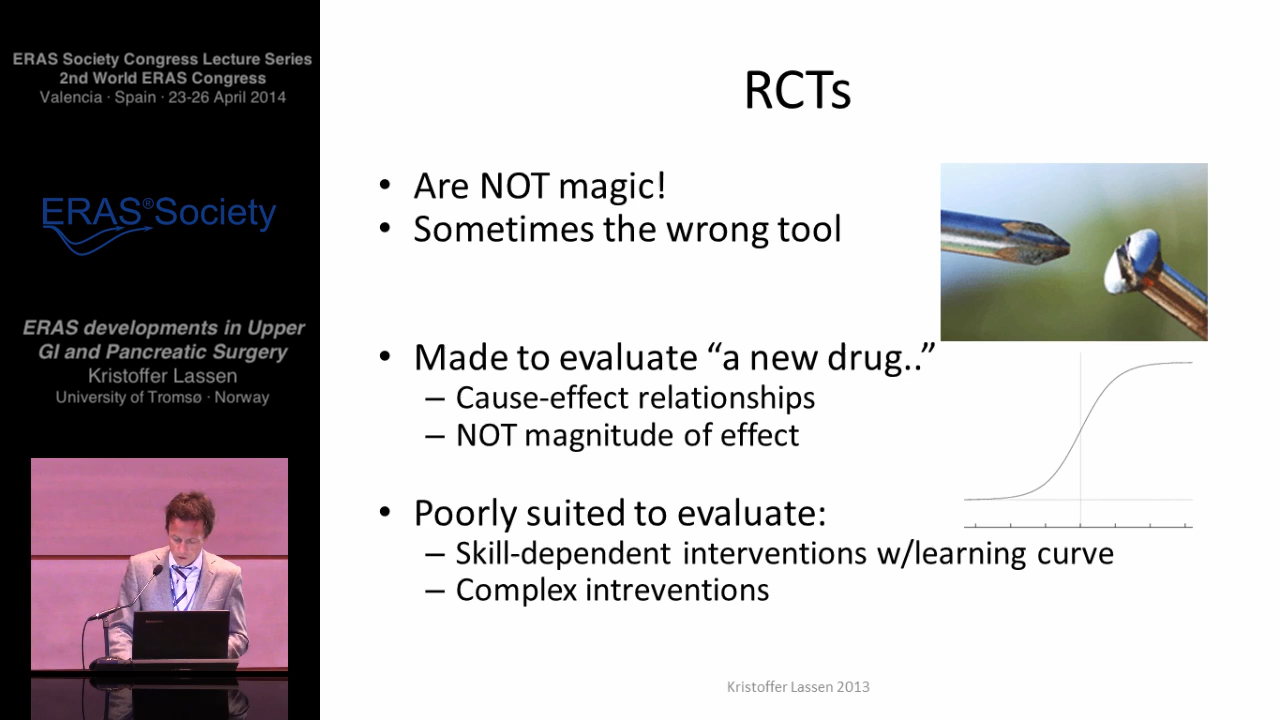 ERAS Society Congress Lecture Series
2nd World ERAS Congress
Valencia · Spain · 23-26 April 2014
ERAS®Society
ERAS developments in Upper
GI and Pancreatic Surgery
Kristoffer Lassen
University of Tromsø · Norway
RCTs
• Are NOT magic!
• Sometimes the wrong tool
• Made to evaluate “a new drug..”
– Cause-effect relationships
– NOT magnitude of effect
• Poorly suited to evaluate:
– Skill-dependent interventions w/learning curve
– Complex intreventions
Kristoffer Lassen 2013